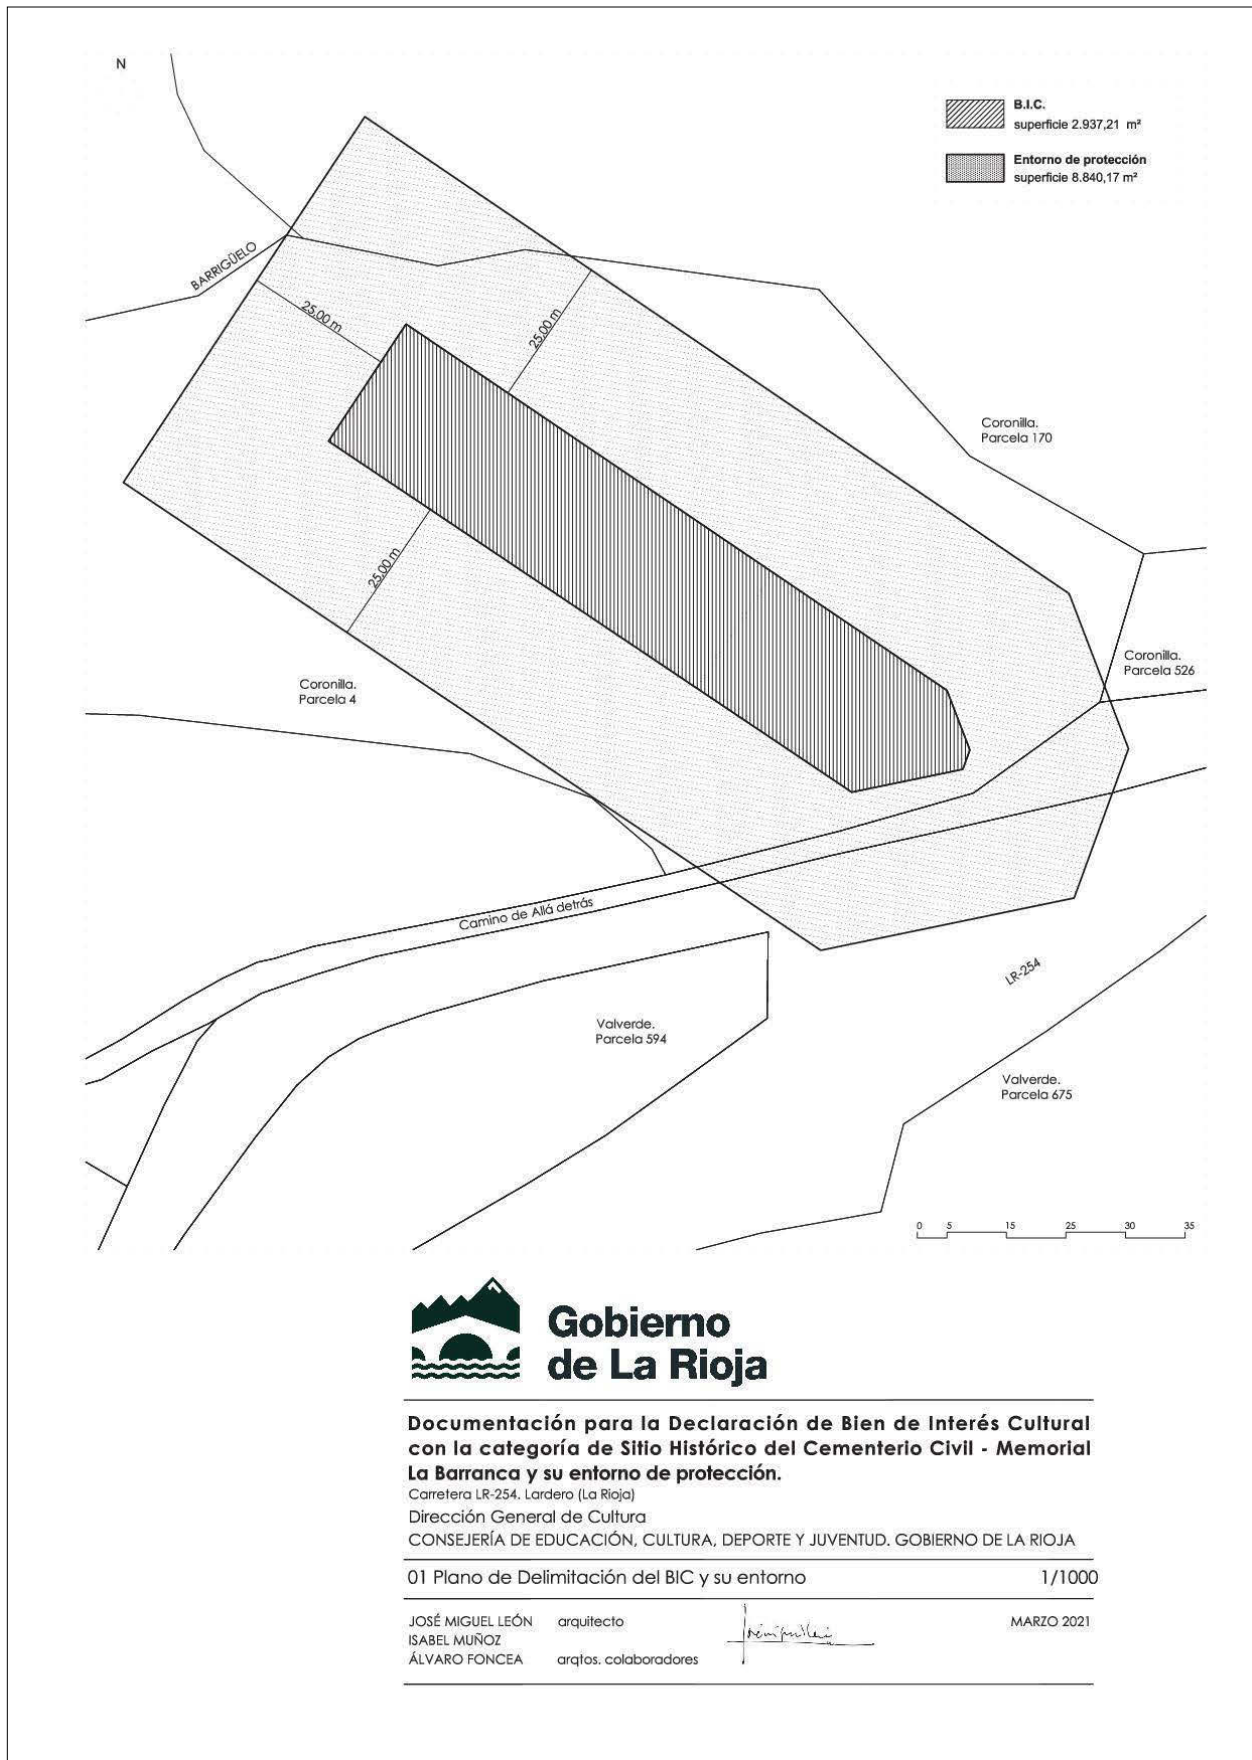 N
B.I.C.
superficie 2.937,21 m²
Entorno de protección
superficie 8.840,17 m²
BARRIGÜELO
25,00 m
25,00 m
Coronilla.
Parcela 170
25,00 m
Coronilla.
Parcela 526
Coronilla.
Parcela 4
Camino de Allá detrás
LR-254
Valverde.
Parcela 594
Valverde.
Parcela 675
0 5 15 25 30 35
Gobierno
de La Rioja
Documentación para la Declaración de Bien de Interés Cultural
con la categoría de Sitio Histórico del Cementerio Civil - Memorial
La Barranca y su entorno de protección.
Carretera LR-254. Lardero (La Rioja)
Dirección General de Cultura
CONSEJERÍA DE EDUCACIÓN, CULTURA, DEPORTE Y JUVENTUD. GOBIERNO DE LA RIOJA
01 Plano de Delimitación del BIC y su entorno 1/1000
JOSÉ MIGUEL LEÓN arquitecto MARZO 2021
ISABEL MUÑOZ
ÁLVARO FONCEA arqtos. colaboradores